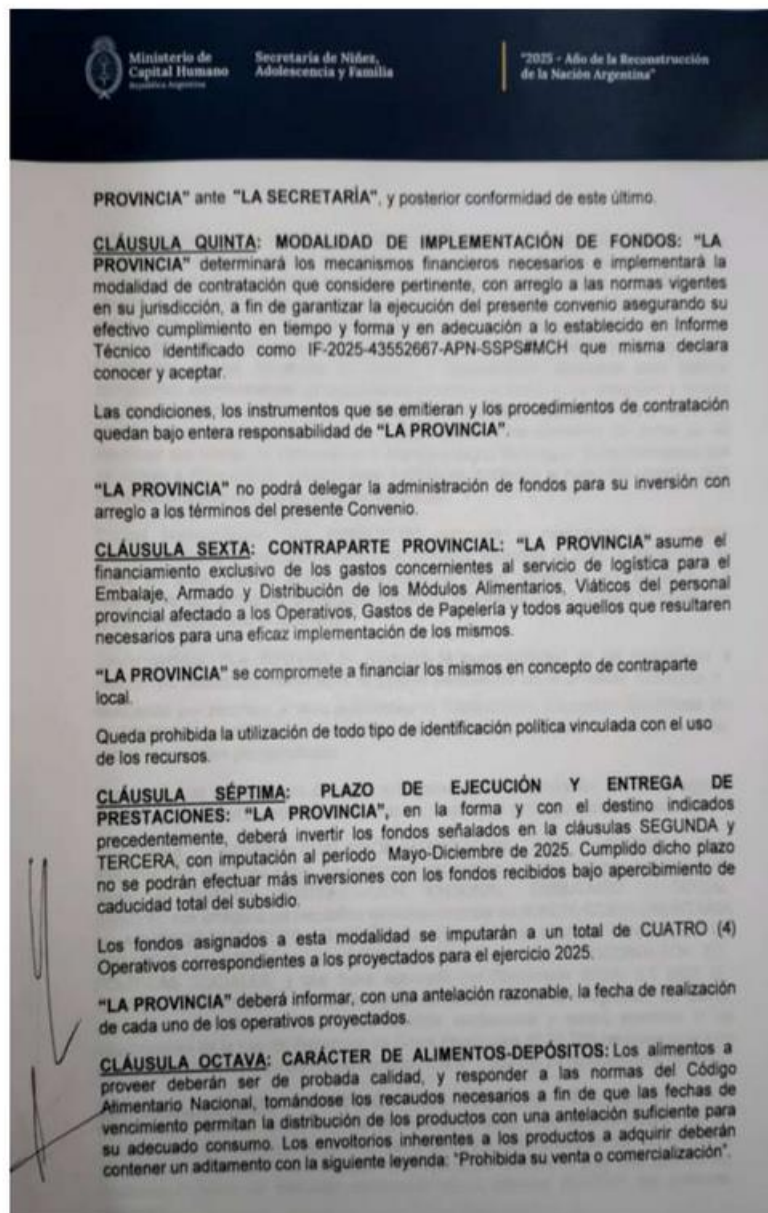 Ministerio de
Capital Humano
República Argentina
Secretaría de Niñez,
Adolescencia y Familia
"2025 - Año de la Reconstrucción
de la Nación Argentina"
PROVINCIA" ante "LA SECRETARÍA", y posterior conformidad de este último.
CLÁUSULA QUINTA: MODALIDAD DE IMPLEMENTACIÓN DE FONDOS: "LA
PROVINCIA" determinará los mecanismos financieros necesarios e implementará la
modalidad de contratación que considere pertinente, con arreglo a las normas vigentes
en su jurisdicción, a fin de garantizar la ejecución del presente convenio asegurando su
efectivo cumplimiento en tiempo y forma y en adecuación a lo establecido en Informe
Técnico identificado como IF-2025-43552667-APN-SSPS#MCH que misma declara
conocer y aceptar.
Las condiciones, los instrumentos que se emitieran y los procedimientos de contratación
quedan bajo entera responsabilidad de "LA PROVINCIA".
"LA PROVINCIA" no podrá delegar la administración de fondos para su inversión con
arreglo a los términos del presente Convenio.
CLÁUSULA SEXTA: CONTRAPARTE PROVINCIAL: "LA PROVINCIA" asume el
financiamiento exclusivo de los gastos concernientes al servicio de logística para el
Embalaje, Armado y Distribución de los Módulos Alimentarios, Viáticos del personal
provincial afectado a los Operativos, Gastos de Papelería y todos aquellos que resultaren
necesarios para una eficaz implementación de los mismos.
"LA PROVINCIA" se compromete a financiar los mismos en concepto de contraparte
local.
Queda prohibida la utilización de todo tipo de identificación política vinculada con el uso
de los recursos.
CLÁUSULA SÉPTIMA: PLAZO DE EJECUCIÓN Y ENTREGA DE
PRESTACIONES: "LA PROVINCIA", en la forma y con el destino indicados
precedentemente, deberá invertir los fondos señalados en la cláusulas SEGUNDA y
TERCERA, con imputación al período Mayo-Diciembre de 2025. Cumplido dicho plazo
no se podrán efectuar más inversiones con los fondos recibidos bajo apercibimiento de
caducidad total del subsidio.
Los fondos asignados a esta modalidad se imputarán a un total de CUATRO (4)
Operativos correspondientes a los proyectados para el ejercicio 2025.
"LA PROVINCIA" deberá informar, con una antelación razonable, la fecha de realización
de cada uno de los operativos proyectados.
CLÁUSULA OCTAVA: CARÁCTER DE ALIMENTOS-DEPÓSITOS: Los alimentos a
proveer deberán ser de probada calidad, y responder a las normas del Código
Alimentario Nacional, tomándose los recaudos necesarios a fin de que las fechas de
vencimiento permitan la distribución de los productos con una antelación suficiente para
su adecuado consumo. Los envoltorios inherentes a los productos a adquirir deberán
contener un aditamento con la siguiente leyenda: "Prohibida su venta o comercialización".